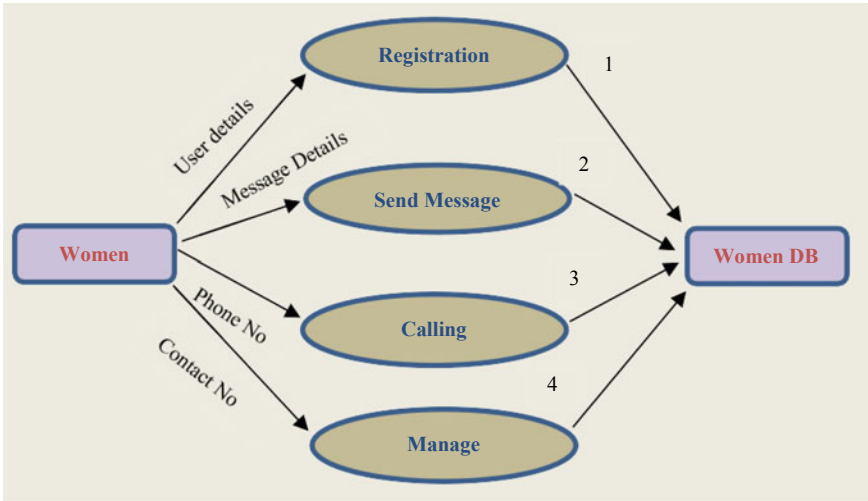 Registration
1
User details
Message Details
2
Send Message
Women
Women DB
3
Phone No
Calling
Contact No
4
Manage